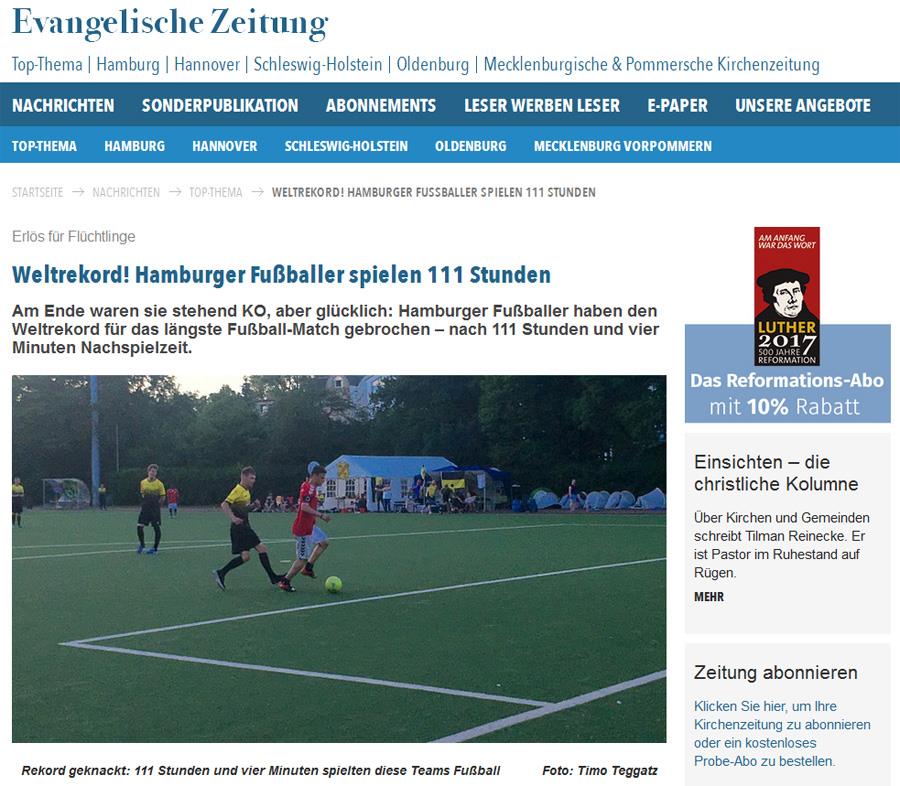 Evangelische Zeitung
Top-Thema | Hamburg | Hannover | Schleswig-Holstein | Oldenburg | Mecklenburgische & Pommersche Kirchenzeitung
NACHRICHTEN SONDERPUBLIKATION ABONNEMENTS LESER WERBEN LESER E-PAPER UNSERE ANGEBOTE
TOP-THEMA HAMBURG HANNOVER SCHLESWIG-HOLSTEIN OLDENBURG MECKLENBURG VORPOMMERN
STARTSEITE → NACHRICHTEN → TOP-THEMA → WELTREKORD! HAMBURGER FUSSBALLER SPIELEN 111 STUNDEN
Erlös für Flüchtlinge
Weltrekord! Hamburger Fußballer spielen 111 Stunden
Am Ende waren sie stehend KO, aber glücklich: Hamburger Fußballer haben den
Weltrekord für das längste Fußball-Match gebrochen – nach 111 Stunden und vier
Minuten Nachspielzeit.
Rekord geknackt: 111 Stunden und vier Minuten spielten diese Teams Fußball Foto: Timo Teggatz
AM ANFANG
WAR DAS WORT
LUTHER
2017
500 JAHRE
REFORMATION
Das Reformations-Abo
mit 10% Rabatt
Einsichten – die
christliche Kolumne
Über Kirchen und Gemeinden
schreibt Tilman Reinecke. Er
ist Pastor im Ruhestand auf
Rügen.
MEHR
Zeitung abonnieren
Klicken Sie hier, um Ihre
Kirchenzeitung zu abonnieren
oder ein kostenloses
Probe-Abo zu bestellen.